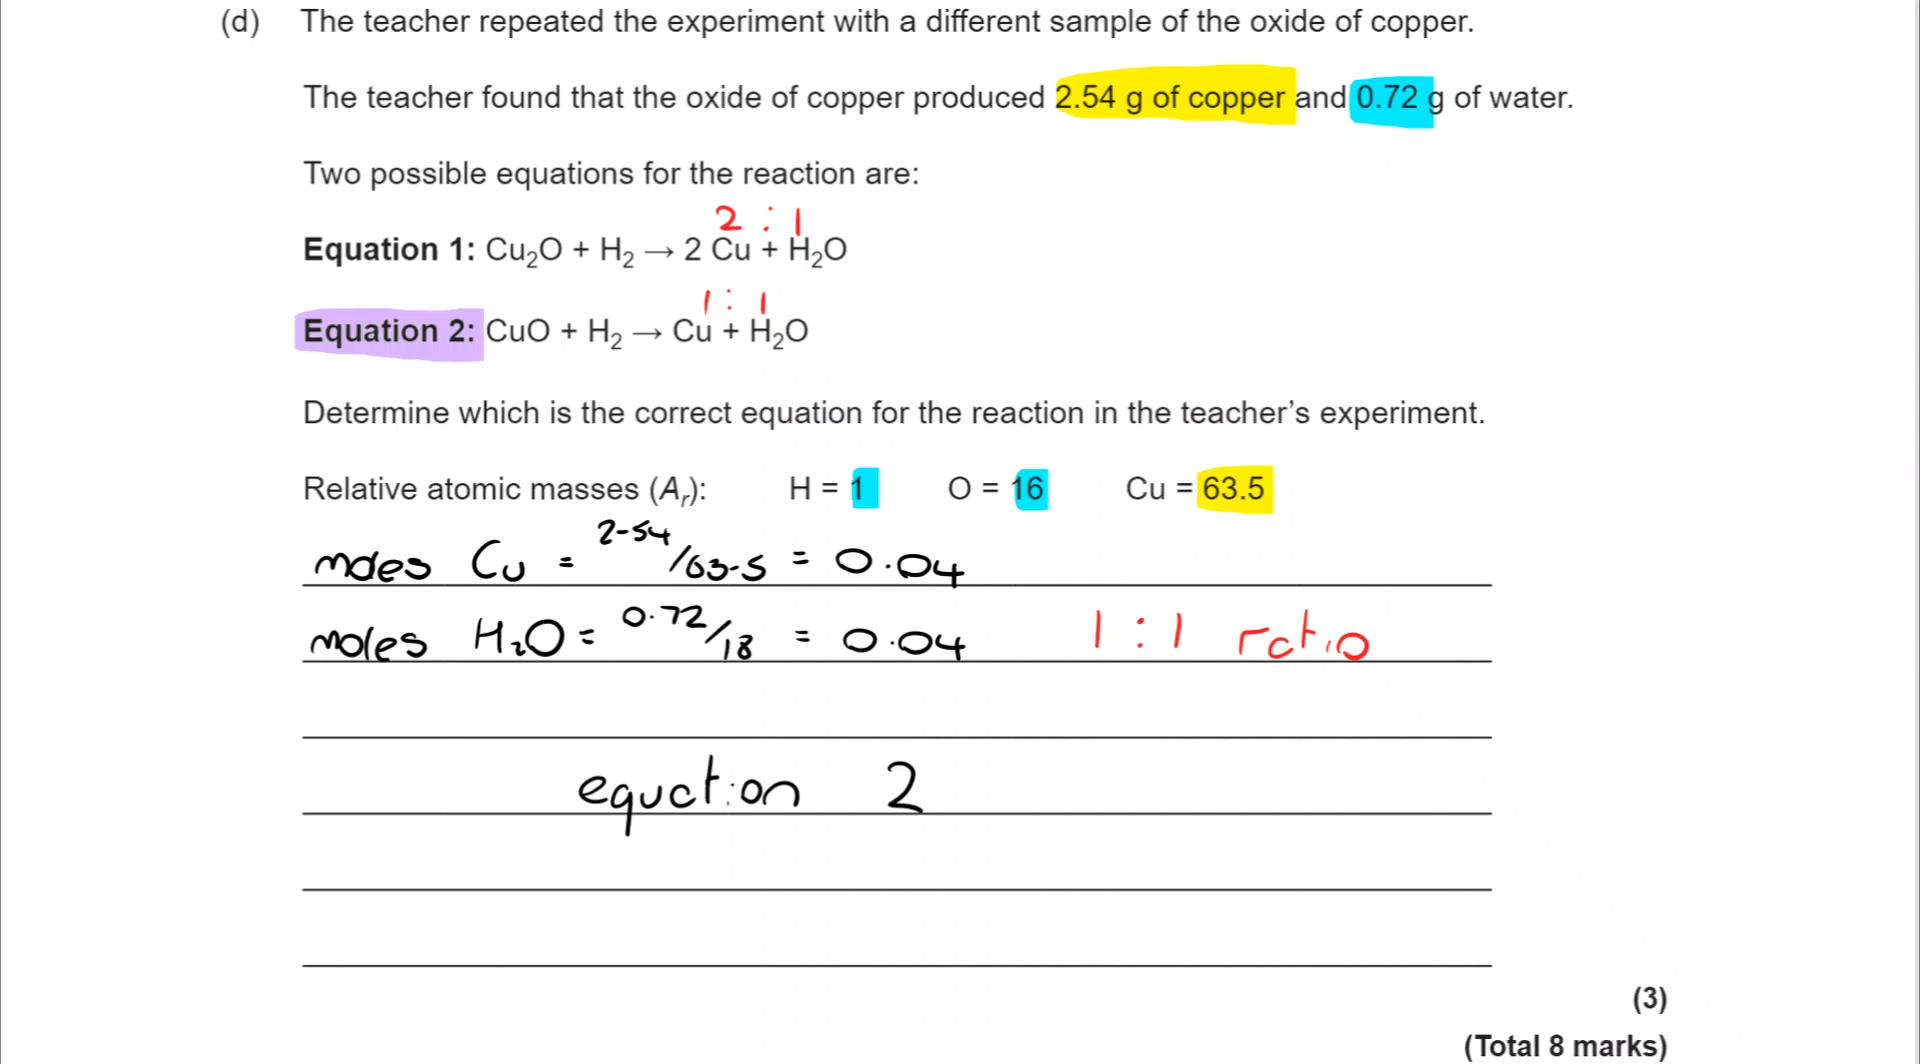 (d) The teacher repeated the experiment with a different sample of the oxide of copper.
The teacher found that the oxide of copper produced 2.54 g of copper and 0.72 g of water.
Two possible equations for the reaction are:
2 : 1
Equation 1: Cu₂O + H₂ → 2 Cu + H₂O
1 : 1
Equation 2: CuO + H₂ → Cu + H₂O
Determine which is the correct equation for the reaction in the teacher's experiment.
Relative atomic masses (Aᵣ): H = 1 O = 16 Cu = 63.5
moles Cu = 2.54/63.5 = 0.04
moles H₂O = 0.72/18 = 0.04 1 : 1 ratio
equation 2
(3)
(Total 8 marks)